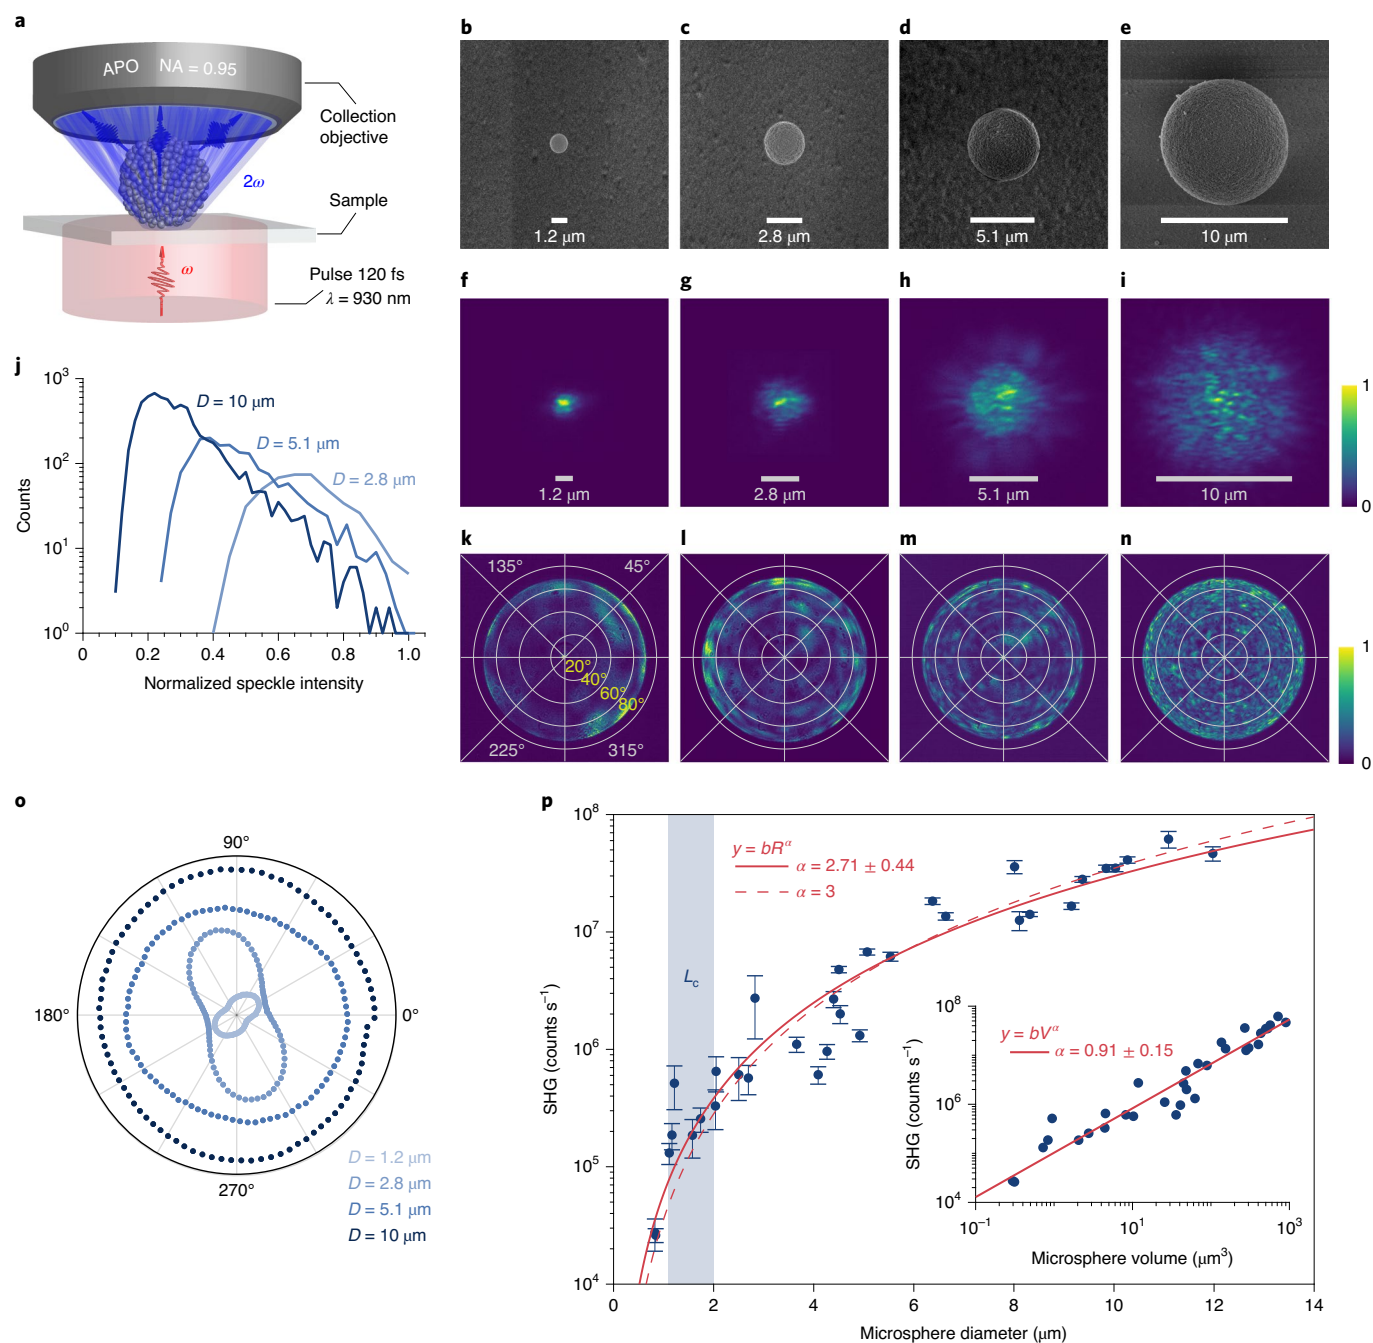 a
APO NA = 0.95
Collection
objective
2ω
Sample
ω
Pulse 120 fs
λ = 930 nm
b
1.2 μm
c
2.8 μm
d
5.1 μm
e
10 μm
f
1.2 μm
g
2.8 μm
h
5.1 μm
i
10 μm
1
0
j
10³
10²
10¹
10⁰
Counts
D = 10 μm
D = 5.1 μm
D = 2.8 μm
0
0.2
0.4
0.6
0.8
1.0
Normalized speckle intensity
k
135°
45°
20°
40°
60°
80°
225°
315°
l
m
n
1
0
o
90°
180°
0°
270°
D = 1.2 μm
D = 2.8 μm
D = 5.1 μm
D = 10 μm
p
10⁸
10⁷
10⁶
10⁵
10⁴
SHG (counts s⁻¹)
y = bRᵅ
α = 2.71 ± 0.44
α = 3
L꜀
0
2
4
6
8
10
12
14
Microsphere diameter (μm)
10⁸
10⁶
10⁴
SHG (counts s⁻¹)
y = bVᵅ
α = 0.91 ± 0.15
10⁻¹
10¹
10³
Microsphere volume (μm³)